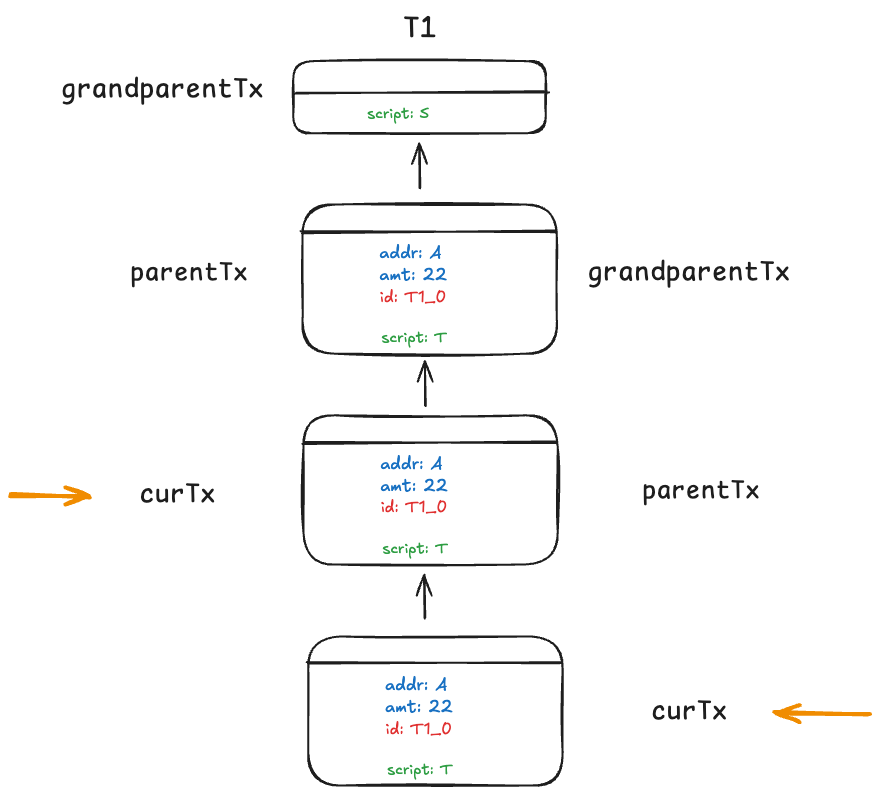 T1
grandparentTx
script: S
parentTx
addr: A
amt: 22
id: T1_0
script: T
grandparentTx
curTx
addr: A
amt: 22
id: T1_0
script: T
parentTx
addr: A
amt: 22
id: T1_0
script: T
curTx